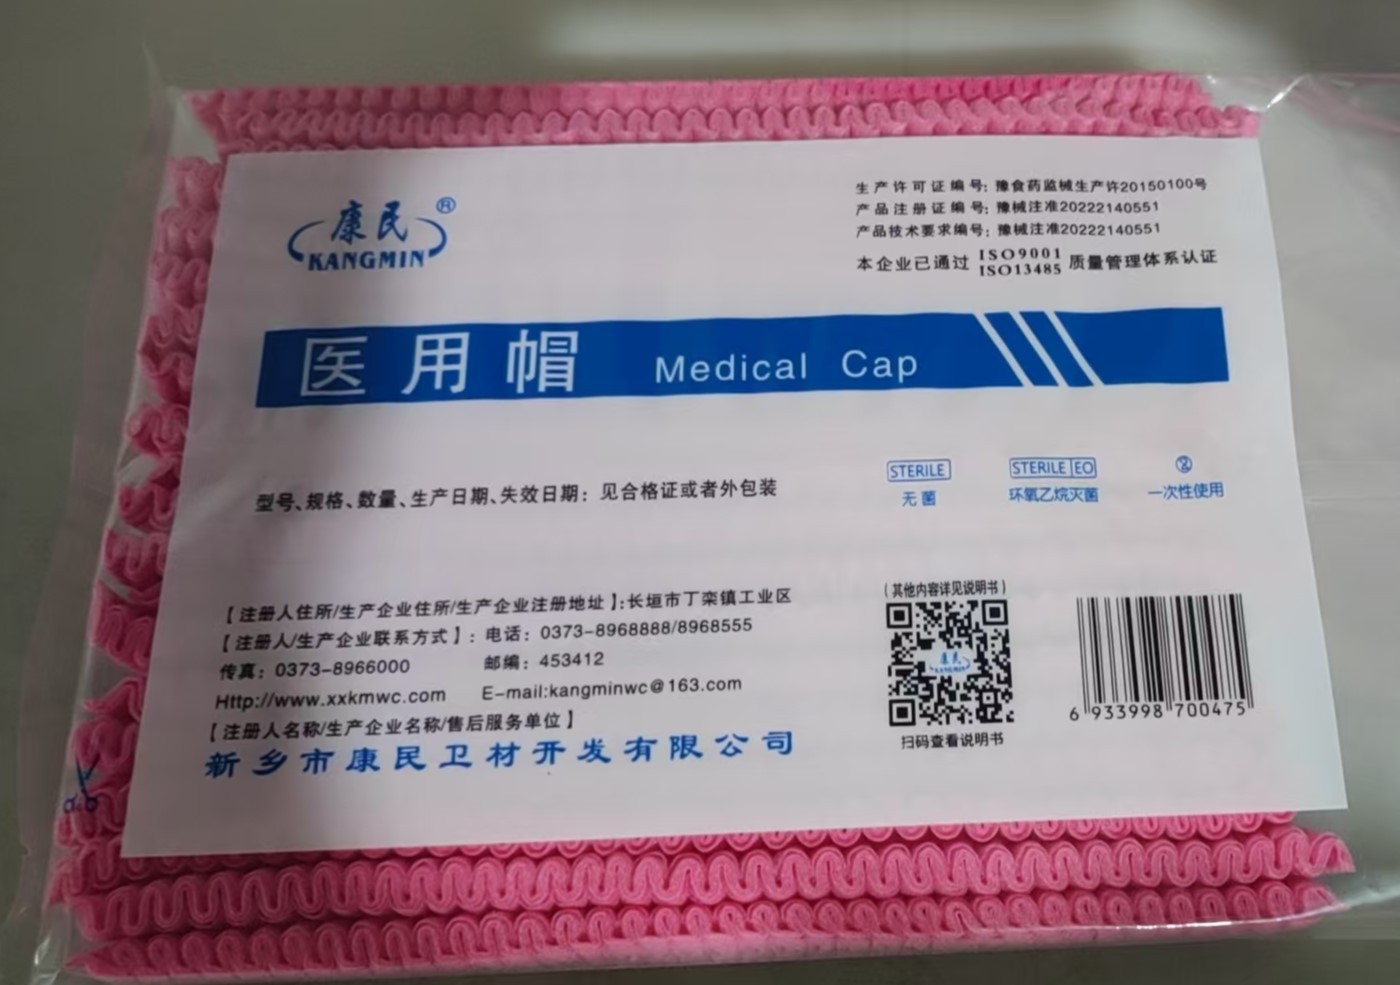 康民®
KANGMIN
生产许可证编号：豫食药监械生产许20150100号
产品注册证编号：豫械注准20222140551
产品技术要求编号：豫械注准20222140551
本企业已通过 ISO9001 ISO13485 质量管理体系认证
医用帽 Medical Cap
型号、规格、数量、生产日期、失效日期：见合格证或者外包装
STERILE
无菌
STERILE EO
环氧乙烷灭菌
2
一次性使用
【注册人住所/生产企业住所/生产企业注册地址】：长垣市丁栾镇工业区
【注册人/生产企业联系方式】：电话：0373-8968888/8968555
传真：0373-8966000 邮编：453412
Http://www.xxkmwc.com E-mail:kangminwc@163.com
【注册人名称/生产企业名称/售后服务单位】
新乡市康民卫材开发有限公司
（其他内容详见说明书）
康民
KANGMIN
扫码查看说明书
6 933998 700475